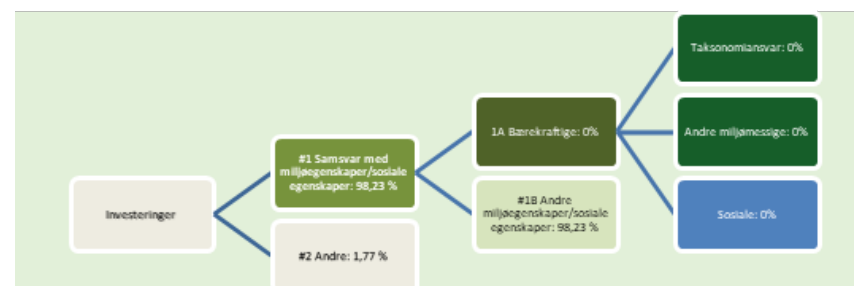 Taksonomiansvar: 0%
1A Bærekraftige: 0%
Andre miljømessige: 0%
#1 Samsvar med
miljøegenskaper/sosiale
egenskaper: 98,23 %
#1B Andre
miljøegenskaper/sosiale
egenskaper: 98,23 %
Sosiale: 0%
Investeringer
#2 Andre: 1,77 %